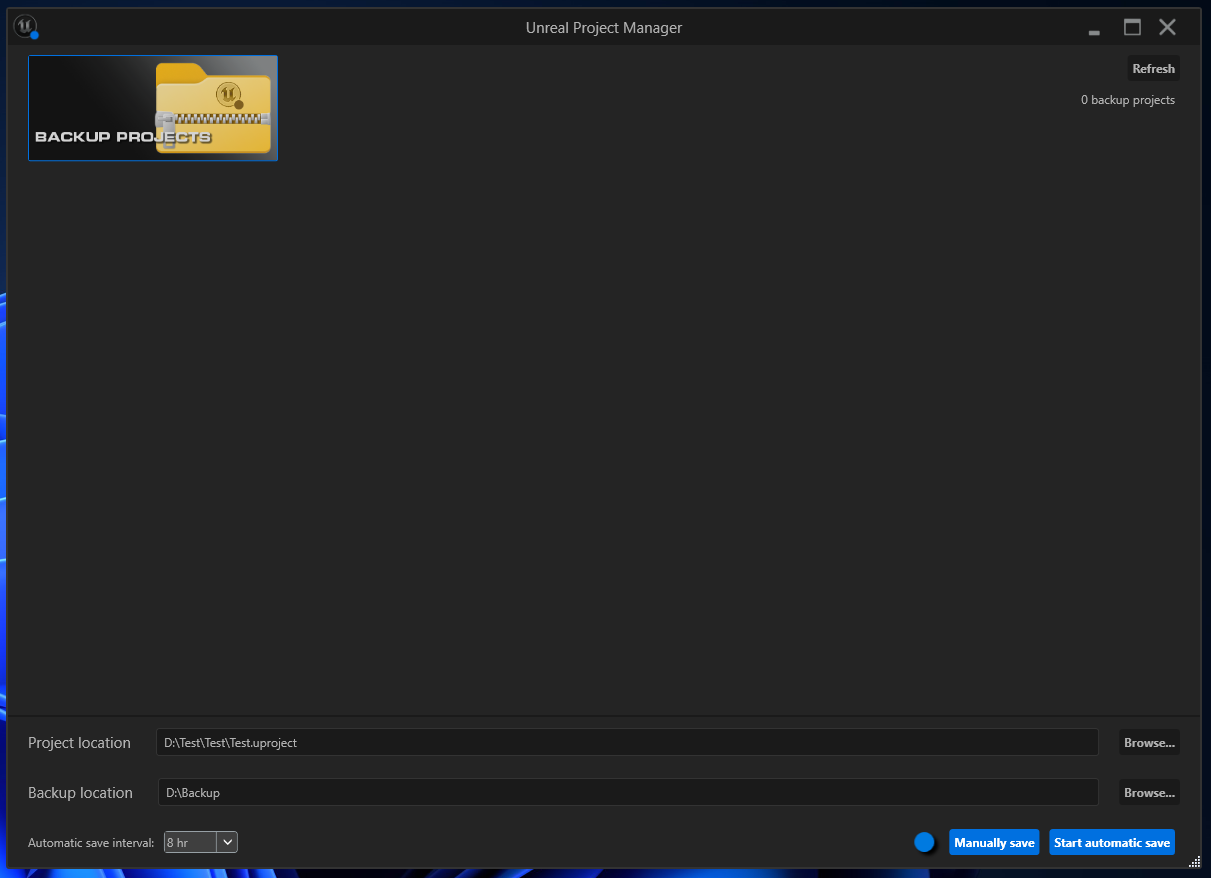 Unreal Project Manager
BACKUP PROJECTS
Refresh
0 backup projects
Project location
D:\Test\Test\Test.uproject
Browse...
Backup location
D:\Backup
Browse...
Automatic save interval:
8 hr
Manually save
Start automatic save